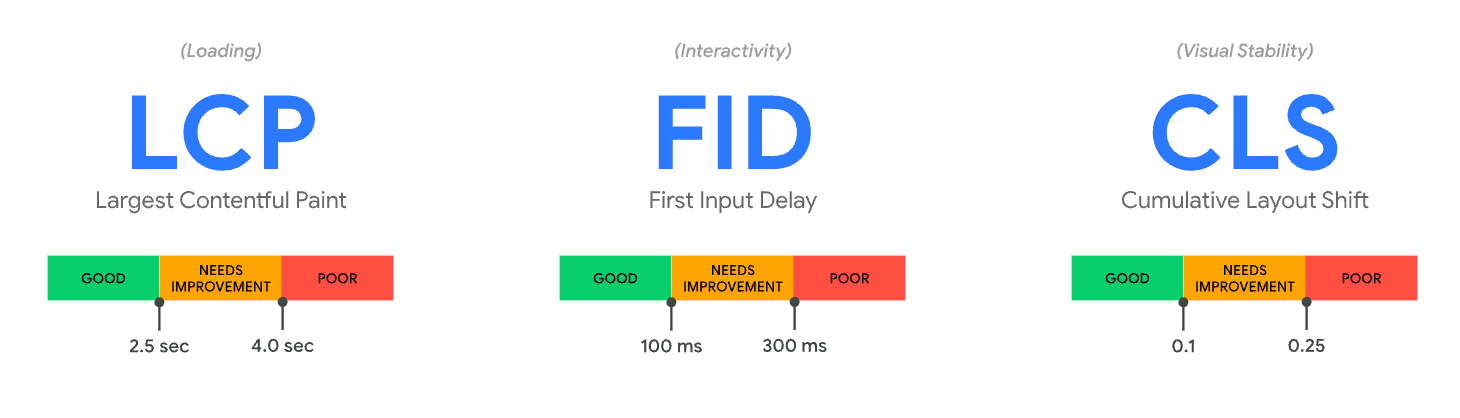 (Loading)
LCP
Largest Contentful Paint
GOOD
NEEDS
IMPROVEMENT
POOR
2.5 sec
4.0 sec
(Interactivity)
FID
First Input Delay
GOOD
NEEDS
IMPROVEMENT
POOR
100 ms
300 ms
(Visual Stability)
CLS
Cumulative Layout Shift
GOOD
NEEDS
IMPROVEMENT
POOR
0.1
0.25